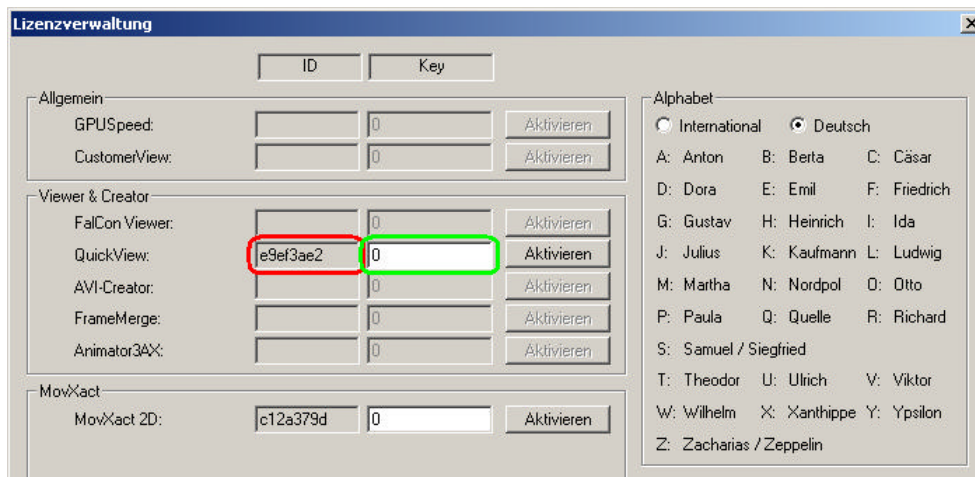 Lizenzverwaltung
ID Key
Allgemein
GPUSpeed: 0 Aktivieren
CustomerView: 0 Aktivieren
Viewer & Creator
FalCon Viewer: 0 Aktivieren
QuickView: e9ef3ae2 0 Aktivieren
AVI-Creator: 0 Aktivieren
FrameMerge: 0 Aktivieren
Animator3AX: 0 Aktivieren
MovXact
MovXact 2D: c12a379d 0 Aktivieren
Alphabet
International Deutsch
A: Anton B: Berta C: Cäsar
D: Dora E: Emil F: Friedrich
G: Gustav H: Heinrich I: Ida
J: Julius K: Kaufmann L: Ludwig
M: Martha N: Nordpol O: Otto
P: Paula Q: Quelle R: Richard
S: Samuel / Siegfried
T: Theodor U: Ulrich V: Viktor
W: Wilhelm X: Xanthippe Y: Ypsilon
Z: Zacharias / Zeppelin